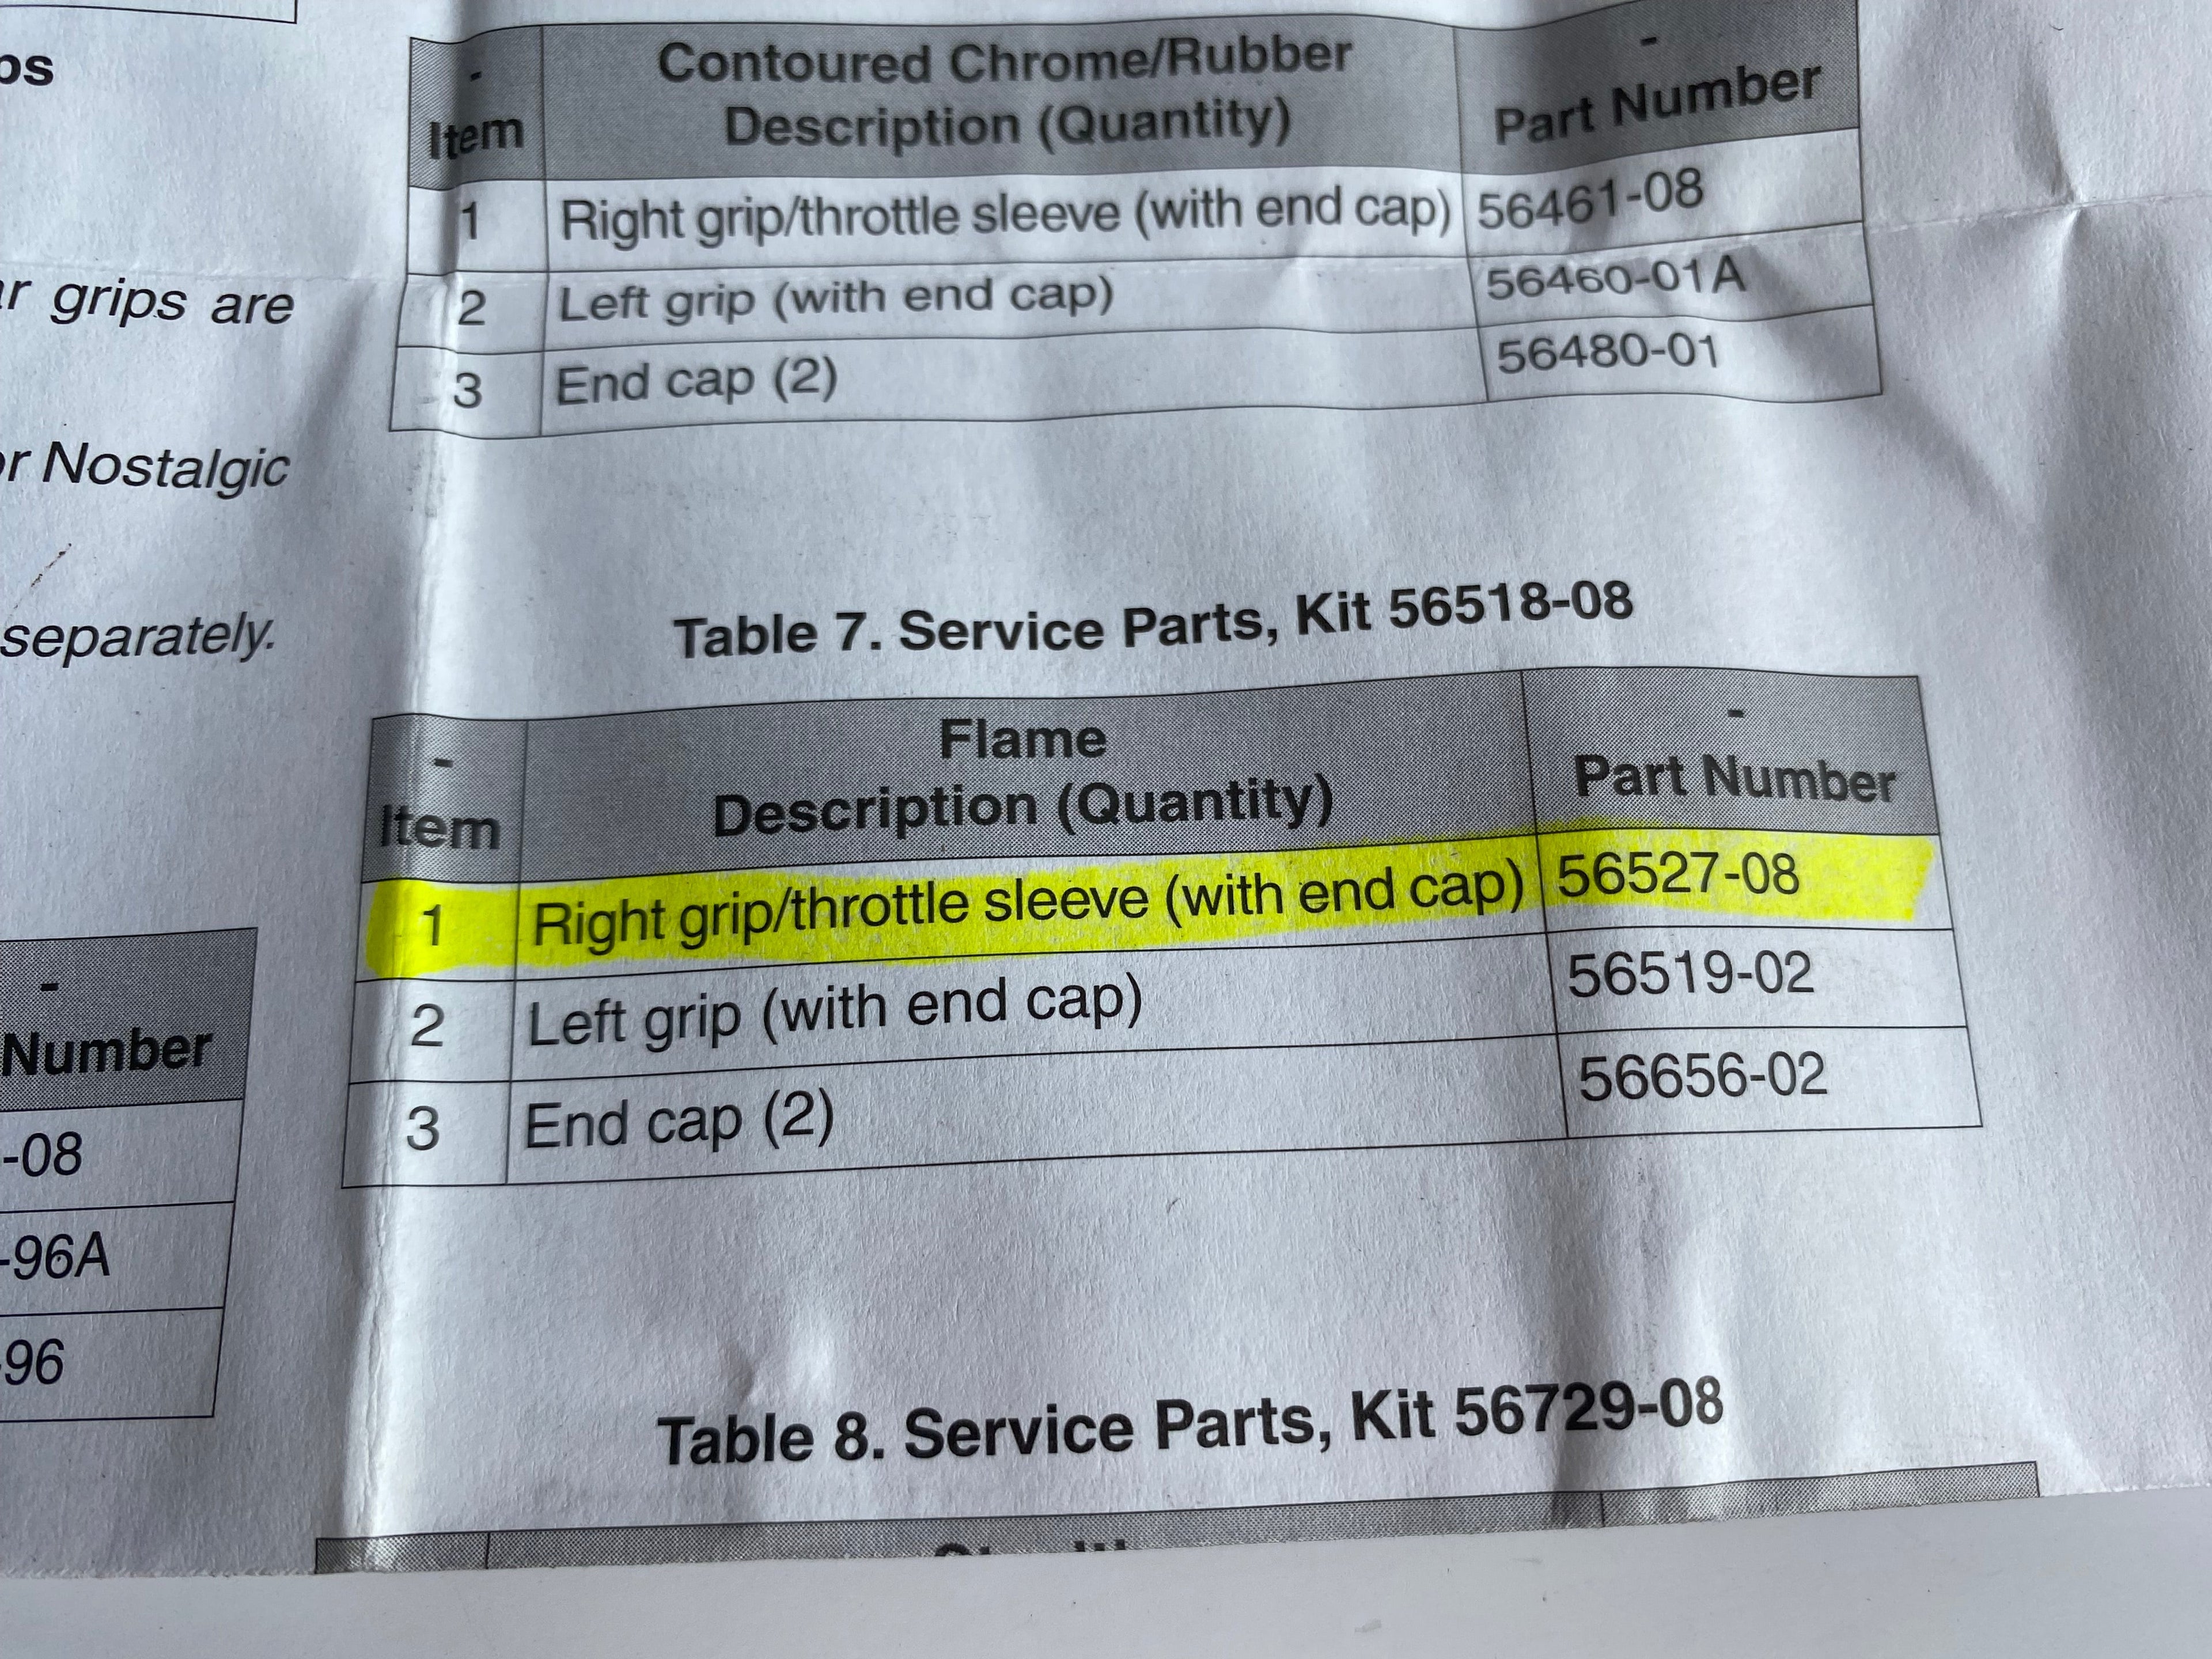 ps
r grips are
or Nostalgic
separately.
-
Number
-08
-96A
-96
- Contoured Chrome/Rubber -
Item Description (Quantity) Part Number
1 Right grip/throttle sleeve (with end cap) 56461-08
2 Left grip (with end cap) 56460-01A
3 End cap (2) 56480-01
Table 7. Service Parts, Kit 56518-08
- Flame -
Item Description (Quantity) Part Number
1 Right grip/throttle sleeve (with end cap) 56527-08
2 Left grip (with end cap) 56519-02
3 End cap (2) 56656-02
Table 8. Service Parts, Kit 56729-08